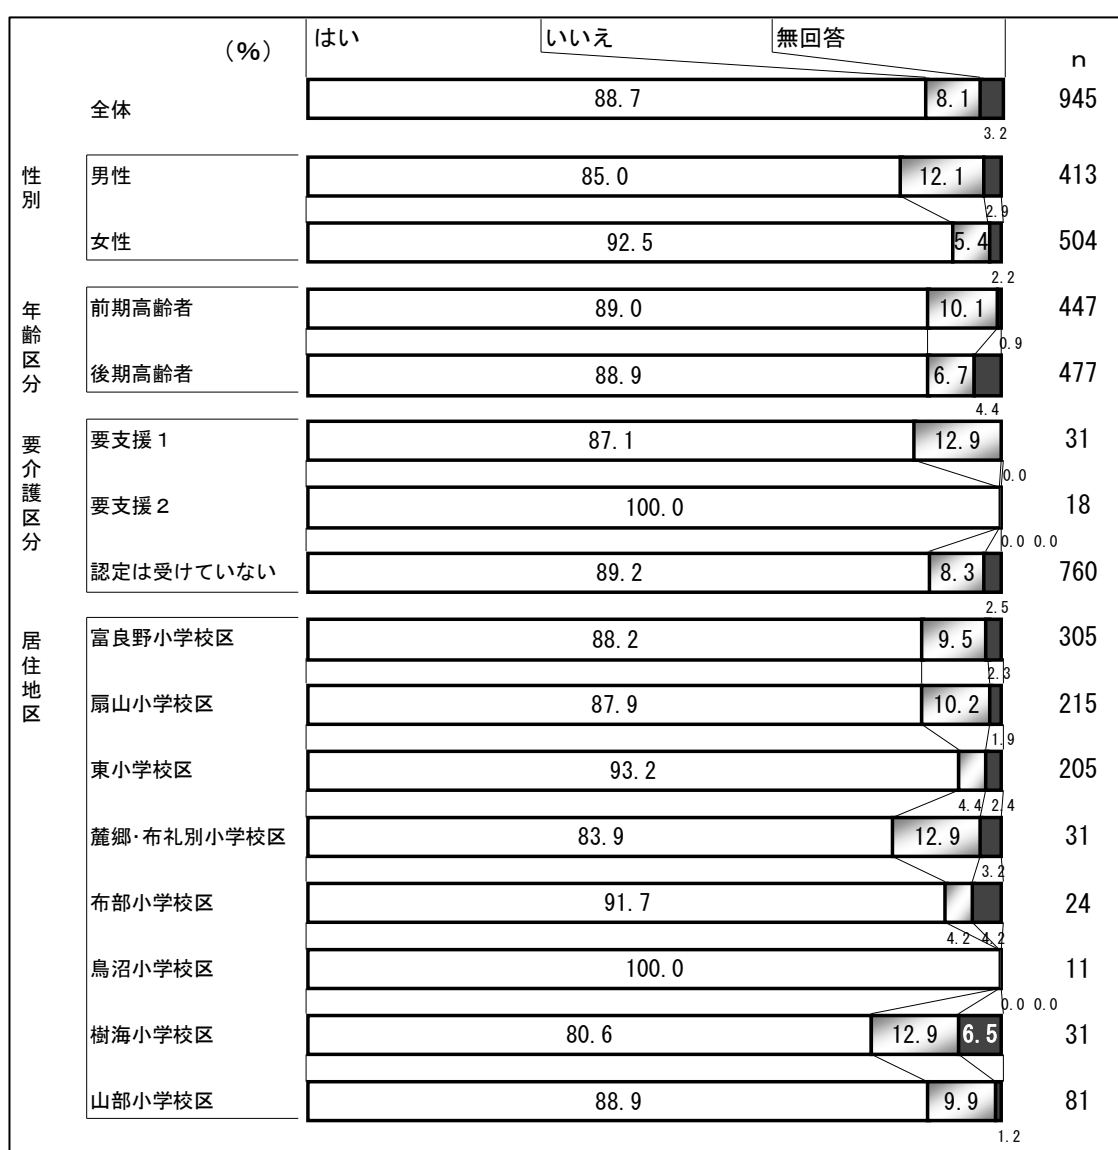 (%) はい いいえ 無回答 n
全体 88.7 8.1 3.2 945
性別
男性 85.0 12.1 2.9 413
女性 92.5 5.4 2.2 504
年齢区分
前期高齢者 89.0 10.1 0.9 447
後期高齢者 88.9 6.7 4.4 477
要介護区分
要支援1 87.1 12.9 0.0 31
要支援2 100.0 0.0 0.0 18
認定は受けていない 89.2 8.3 2.5 760
居住地区
富良野小学校区 88.2 9.5 2.3 305
扇山小学校区 87.9 10.2 1.9 215
東小学校区 93.2 4.4 2.4 205
麓郷・布礼別小学校区 83.9 12.9 3.2 31
布部小学校区 91.7 4.2 4.2 24
鳥沼小学校区 100.0 0.0 0.0 11
樹海小学校区 80.6 12.9 6.5 31
山部小学校区 88.9 9.9 1.2 81